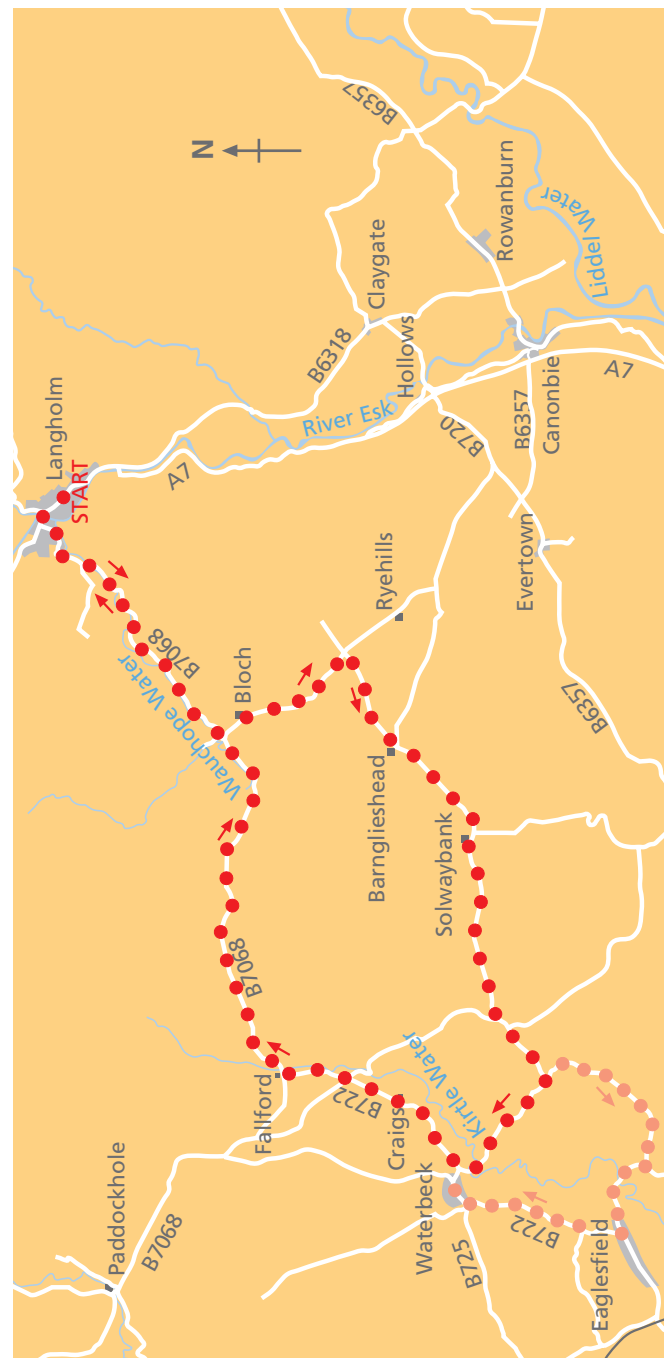 Paddockhole
B7068
Fallford
B722
Craigs
Waterbeck
B725
B722
Eaglesfield
Kirtle Water
B7068
Wauchope Water
B7068
Bloch
Barnglieshead
Solwaybank
Langholm
START
A7
Ryehills
Evertown
B6357
B720
B6318
River Esk
Hollows
Claygate
B6357
Canonbie
A7
Rowanburn
Liddel Water
B6357
N